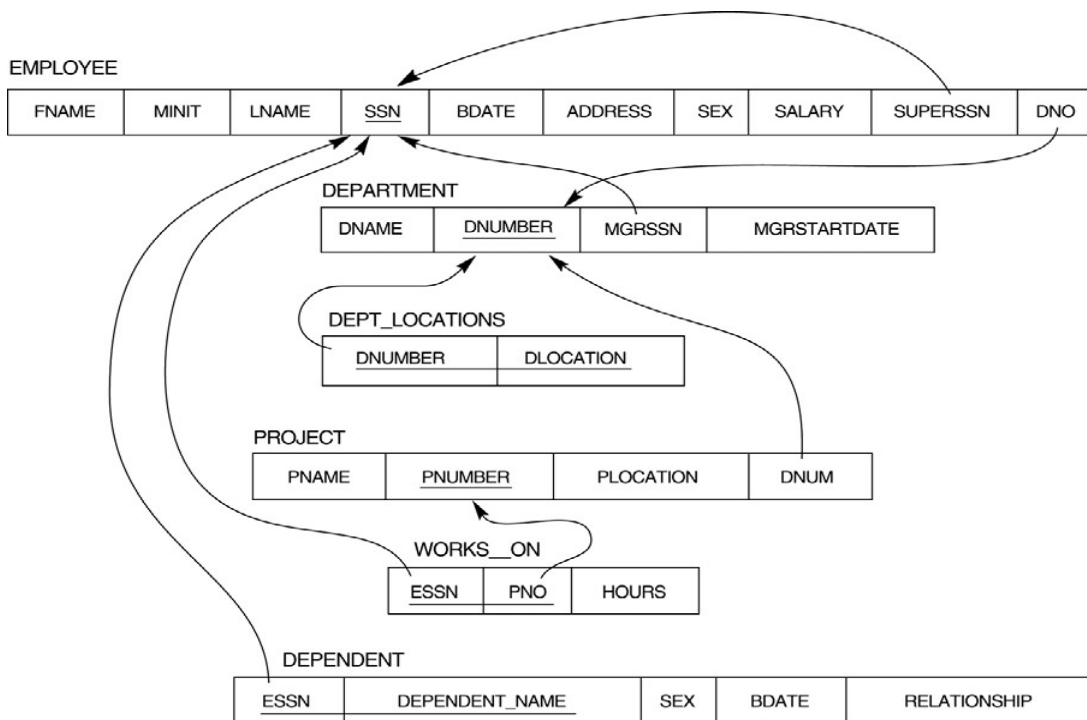 EMPLOYEE
FNAME MINIT LNAME SSN BDATE ADDRESS SEX SALARY SUPERSSN DNO
DEPARTMENT
DNAME DNUMBER MGRSSN MGRSTARTDATE
DEPT_LOCATIONS
DNUMBER DLOCATION
PROJECT
PNAME PNUMBER PLOCATION DNUM
WORKS__ON
ESSN PNO HOURS
DEPENDENT
ESSN DEPENDENT_NAME SEX BDATE RELATIONSHIP